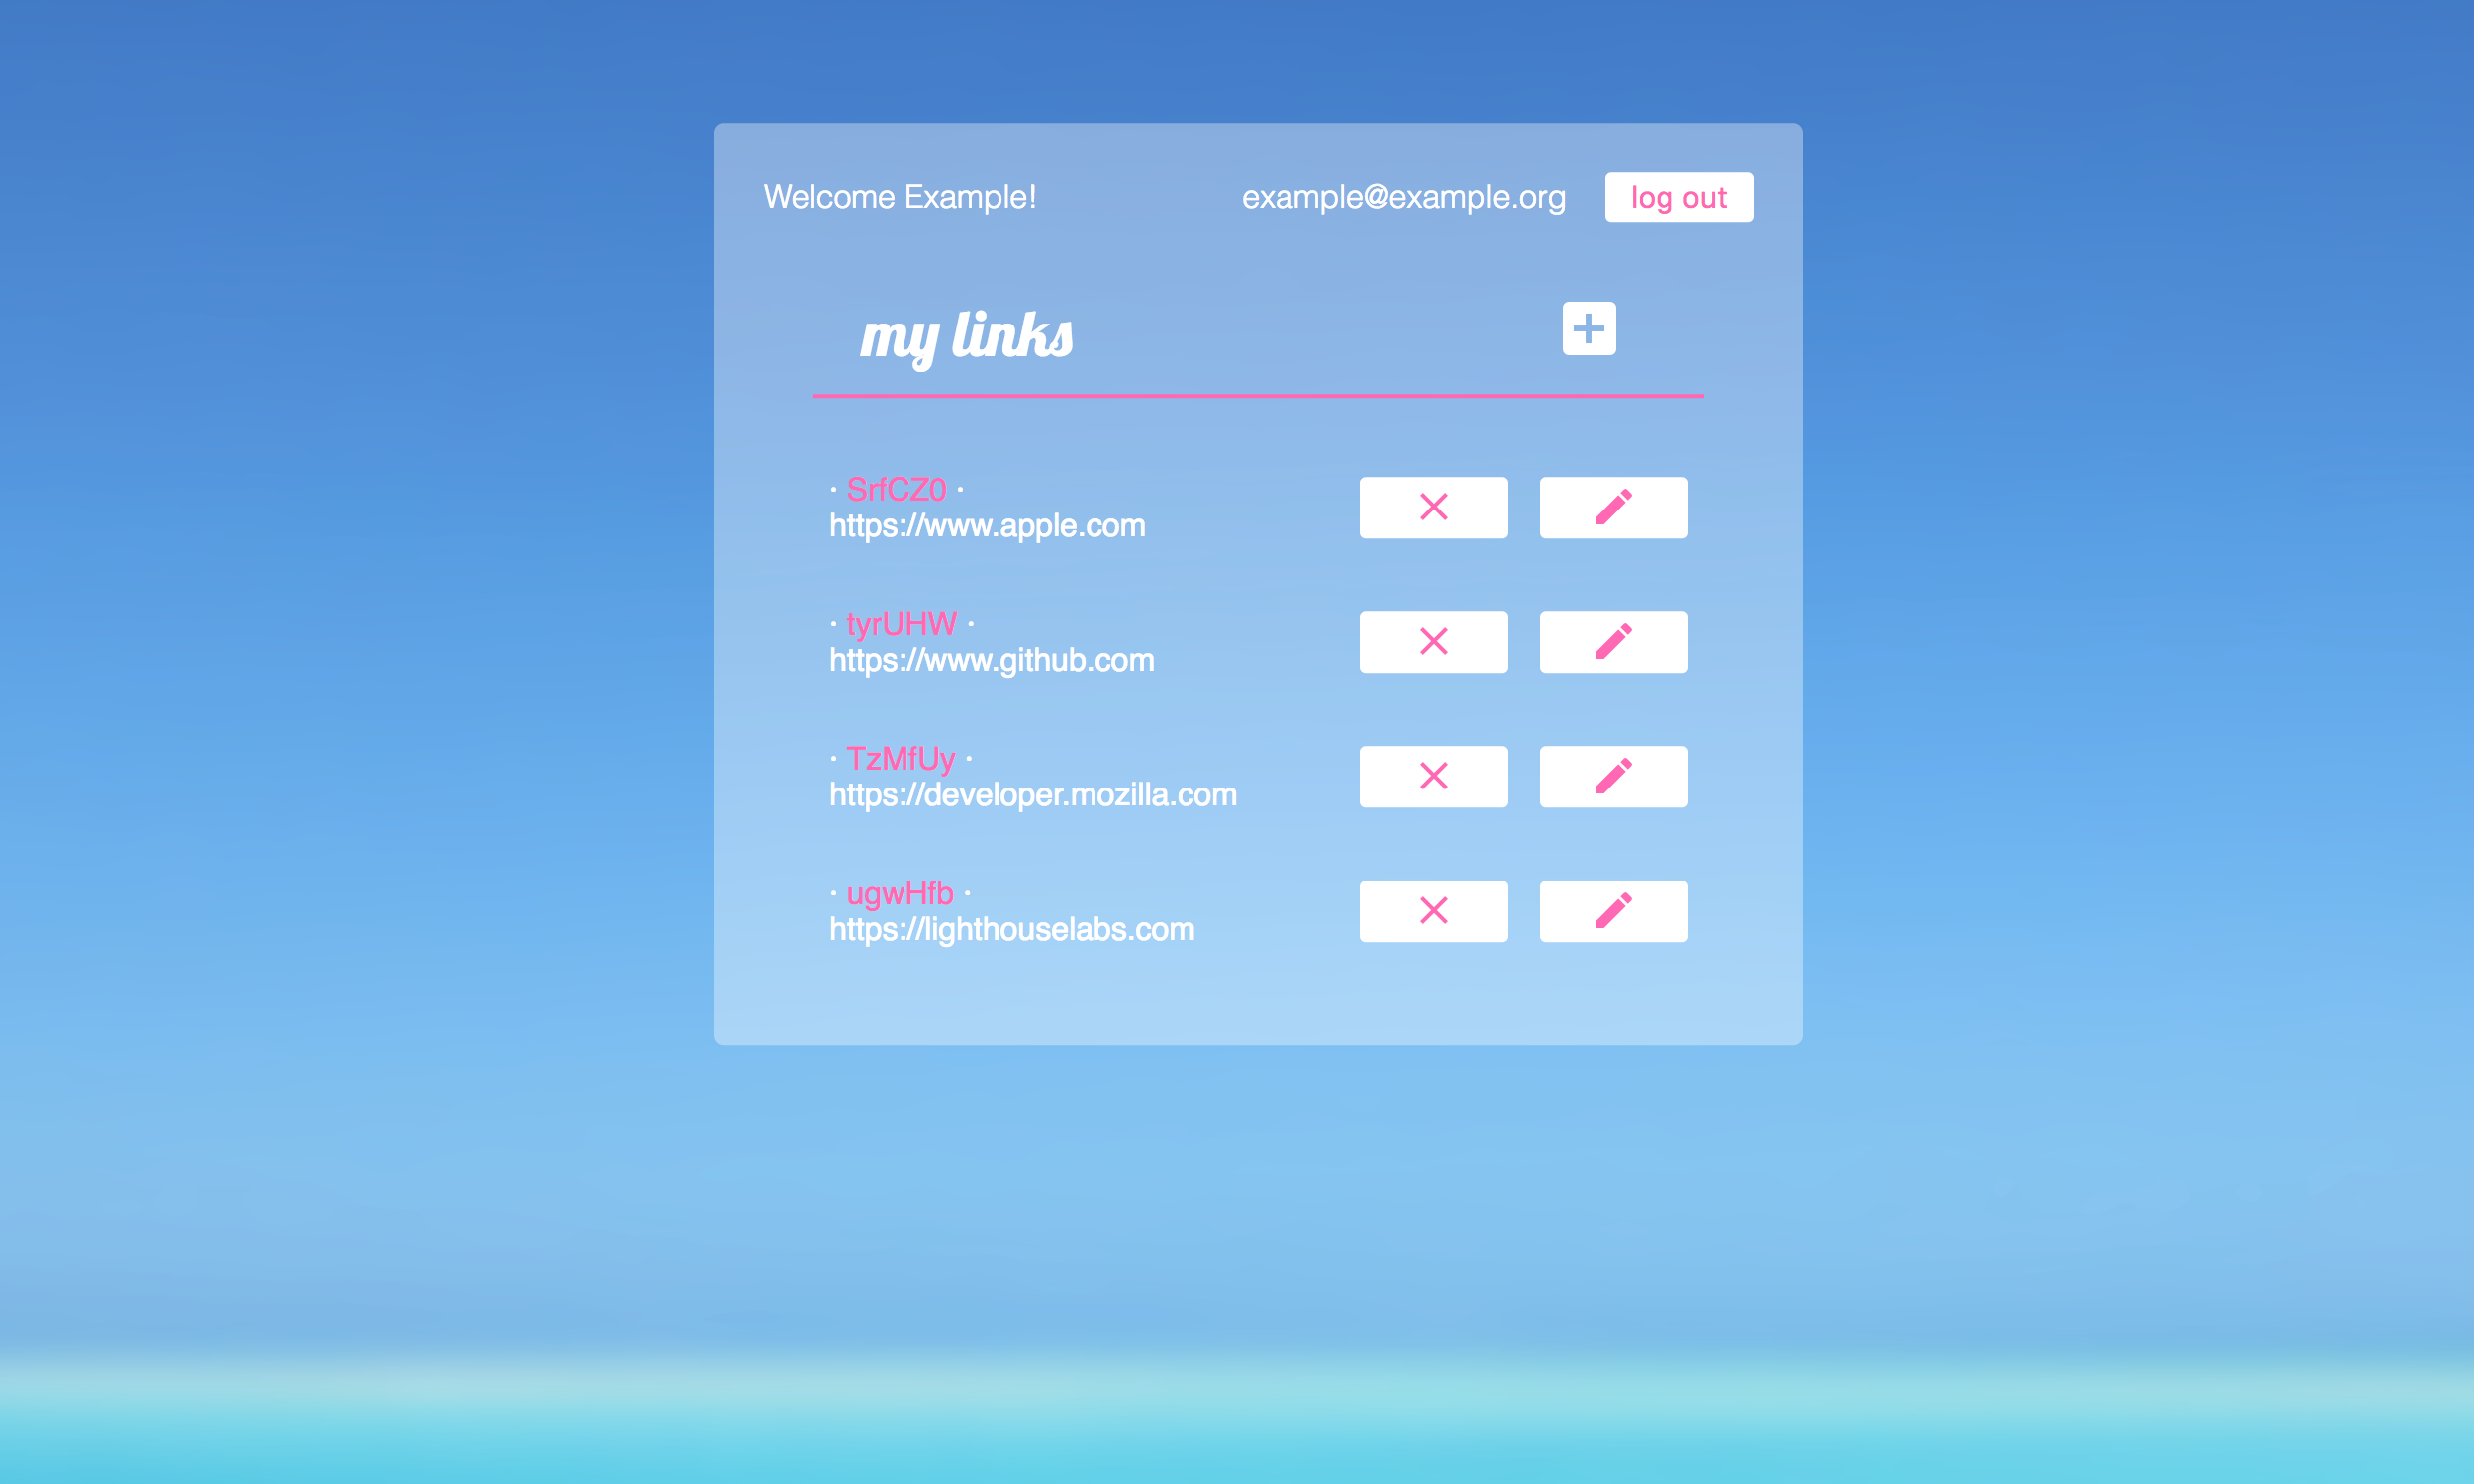 Welcome Example!
example@example.org
log out
my links
· SrfCZ0 ·
https://www.apple.com
· tyrUHW ·
https://www.github.com
· TzMfUy ·
https://developer.mozilla.com
· ugwHfb ·
https://lighthouselabs.com